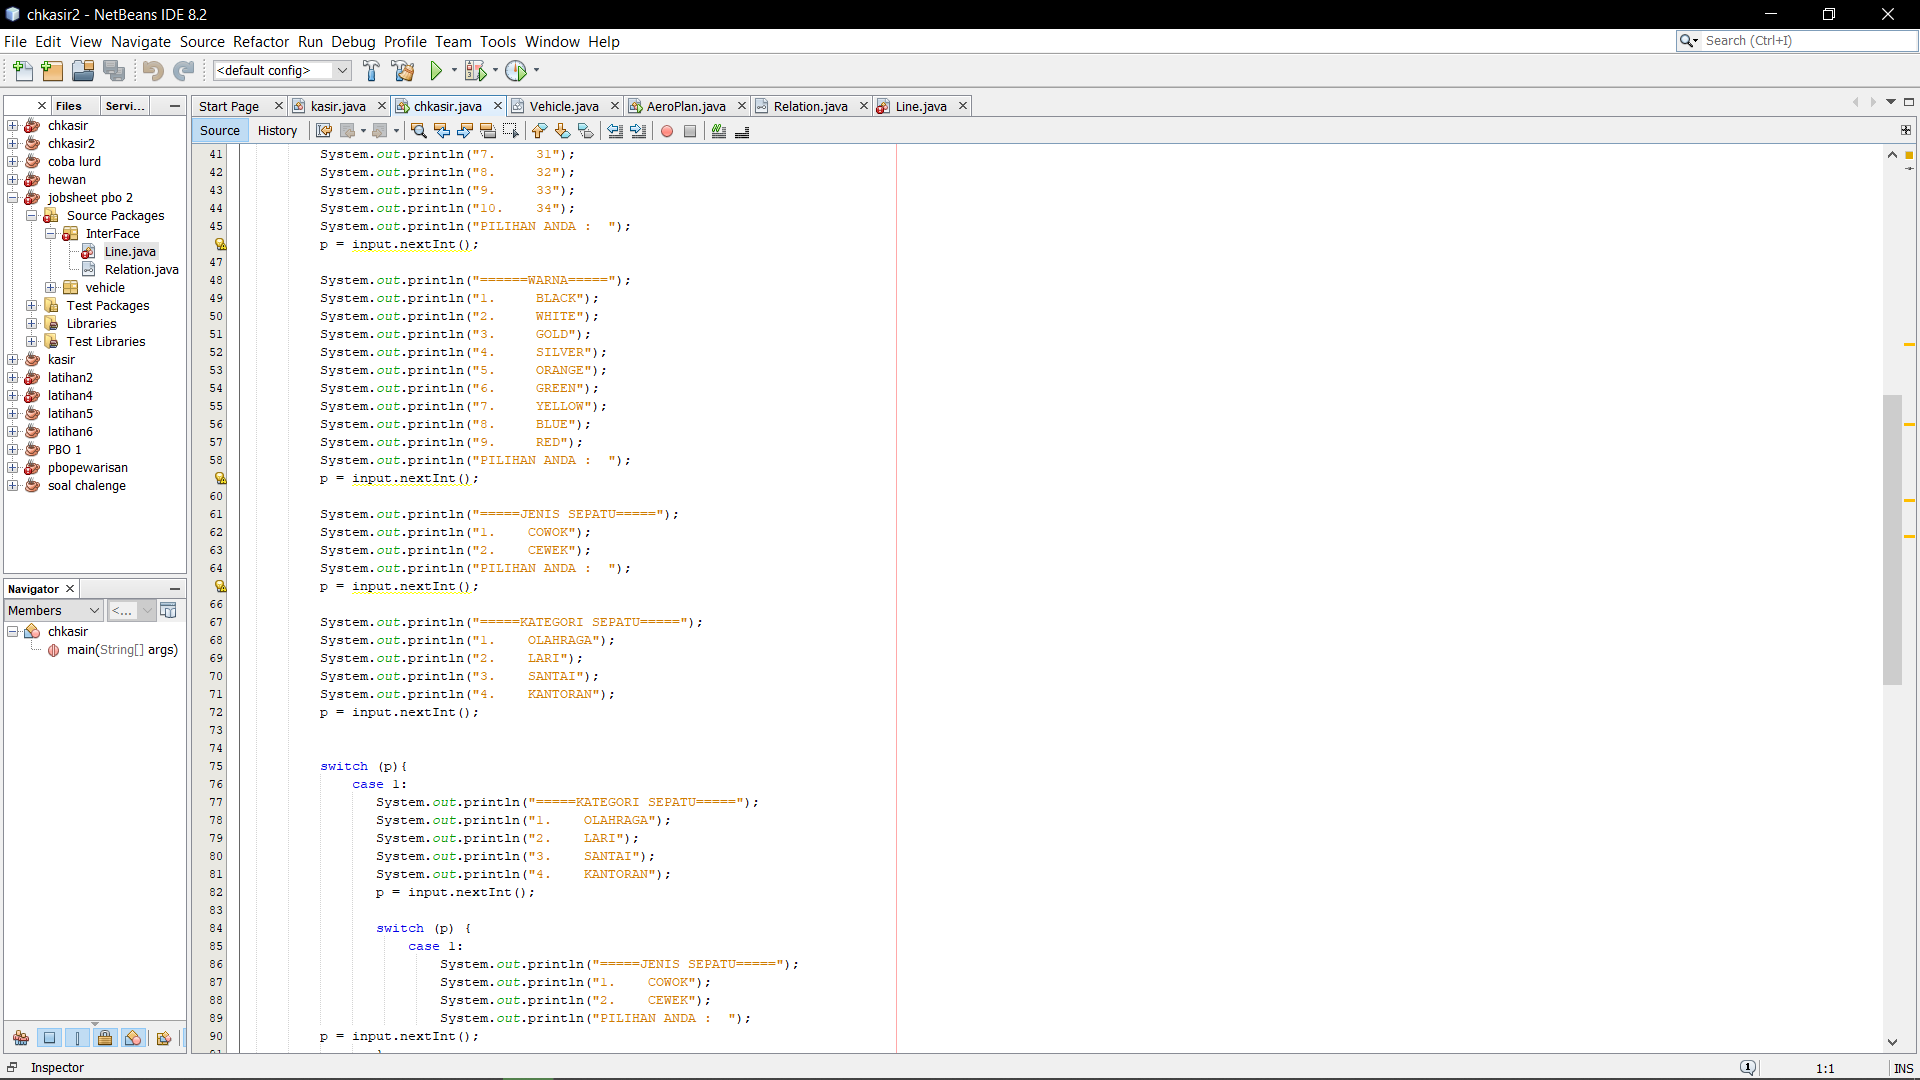 chkasir2 - NetBeans IDE 8.2
File Edit View Navigate Source Refactor Run Debug Profile Team Tools Window Help
Search (Ctrl+I)
<default config>
Files Servi...
Start Page kasir.java chkasir.java Vehicle.java AeroPlan.java Relation.java Line.java
Source History
chkasir
chkasir2
coba lurd
hewan
jobsheet pbo 2
Source Packages
InterFace
Line.java
Relation.java
vehicle
Test Packages
Libraries
Test Libraries
kasir
latihan2
latihan4
latihan5
latihan6
PBO 1
pbopewarisan
soal chalenge
Navigator
Members <...
chkasir
main(String[] args)
41 System.out.println("7.     31");
42 System.out.println("8.     32");
43 System.out.println("9.     33");
44 System.out.println("10.    34");
45 System.out.println("PILIHAN ANDA :  ");
p = input.nextInt();
47
48 System.out.println("======WARNA=====");
49 System.out.println("1.     BLACK");
50 System.out.println("2.     WHITE");
51 System.out.println("3.     GOLD");
52 System.out.println("4.     SILVER");
53 System.out.println("5.     ORANGE");
54 System.out.println("6.     GREEN");
55 System.out.println("7.     YELLOW");
56 System.out.println("8.     BLUE");
57 System.out.println("9.     RED");
58 System.out.println("PILIHAN ANDA :  ");
p = input.nextInt();
60
61 System.out.println("=====JENIS SEPATU=====");
62 System.out.println("1.    COWOK");
63 System.out.println("2.    CEWEK");
64 System.out.println("PILIHAN ANDA :  ");
p = input.nextInt();
66
67 System.out.println("=====KATEGORI SEPATU=====");
68 System.out.println("1.    OLAHRAGA");
69 System.out.println("2.    LARI");
70 System.out.println("3.    SANTAI");
71 System.out.println("4.    KANTORAN");
72 p = input.nextInt();
73
74
75 switch (p){
76 case 1:
77 System.out.println("=====KATEGORI SEPATU=====");
78 System.out.println("1.    OLAHRAGA");
79 System.out.println("2.    LARI");
80 System.out.println("3.    SANTAI");
81 System.out.println("4.    KANTORAN");
82 p = input.nextInt();
83
84 switch (p) {
85 case 1:
86 System.out.println("=====JENIS SEPATU=====");
87 System.out.println("1.    COWOK");
88 System.out.println("2.    CEWEK");
89 System.out.println("PILIHAN ANDA :  ");
90 p = input.nextInt();
Inspector
1:1 INS